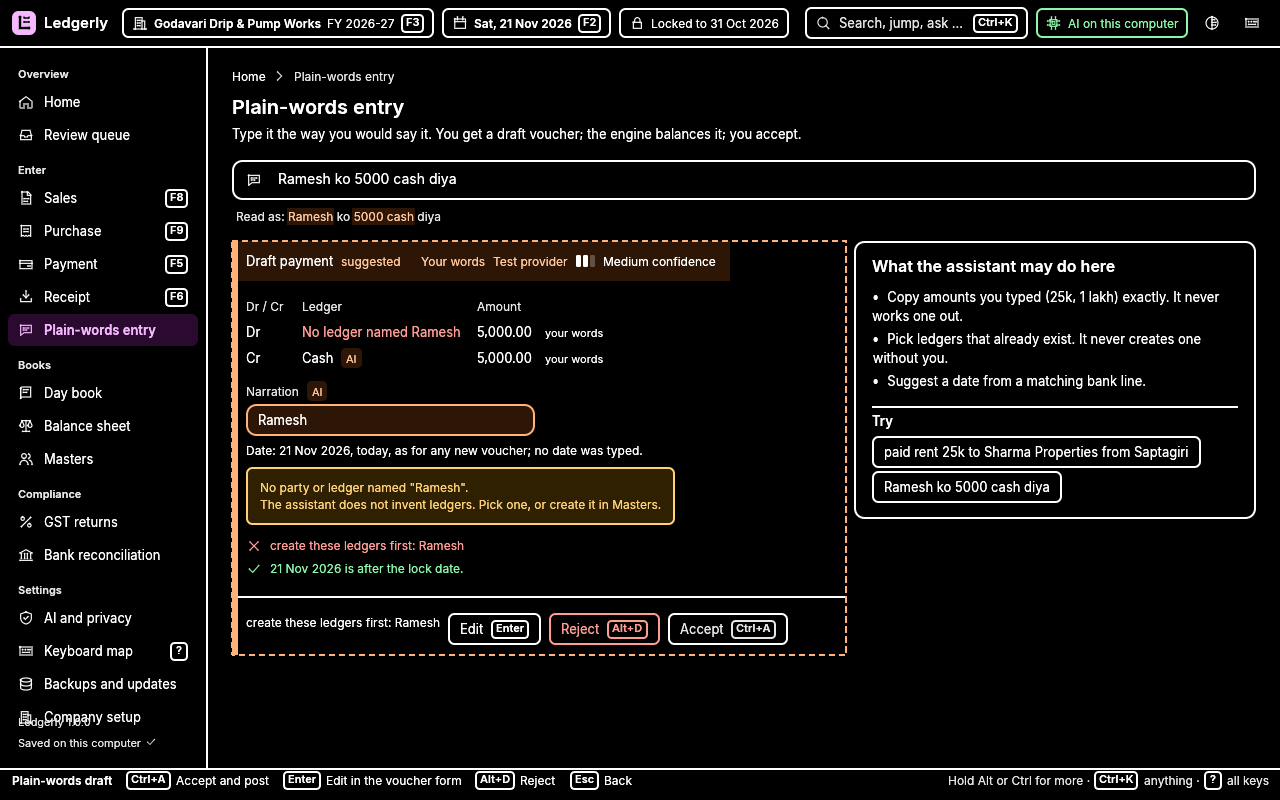 Ledgerly
Godavari Drip & Pump Works FY 2026-27 F3
Sat, 21 Nov 2026 F2
Locked to 31 Oct 2026
Search, jump, ask ... Ctrl+K
AI on this computer
Overview
Home
Review queue
Enter
Sales F8
Purchase F9
Payment F5
Receipt F6
Plain-words entry
Books
Day book
Balance sheet
Masters
Compliance
GST returns
Bank reconciliation
Settings
AI and privacy
Keyboard map ?
Backups and updates
Company setup
Saved on this computer
Home > Plain-words entry
Plain-words entry
Type it the way you would say it. You get a draft voucher; the engine balances it; you accept.
Ramesh ko 5000 cash diya
Read as: Ramesh ko 5000 cash diya
Draft payment suggested Your words Test provider Medium confidence
Dr / Cr Ledger Amount
Dr No ledger named Ramesh 5,000.00 your words
Cr Cash AI 5,000.00 your words
Narration AI
Ramesh
Date: 21 Nov 2026, today, as for any new voucher; no date was typed.
No party or ledger named "Ramesh".
The assistant does not invent ledgers. Pick one, or create it in Masters.
create these ledgers first: Ramesh
21 Nov 2026 is after the lock date.
create these ledgers first: Ramesh Edit Enter Reject Alt+D Accept Ctrl+A
What the assistant may do here
• Copy amounts you typed (25k, 1 lakh) exactly. It never
works one out.
• Pick ledgers that already exist. It never creates one
without you.
• Suggest a date from a matching bank line.
Try
paid rent 25k to Sharma Properties from Saptagiri
Ramesh ko 5000 cash diya
Plain-words draft Ctrl+A Accept and post Enter Edit in the voucher form Alt+D Reject Esc Back
Hold Alt or Ctrl for more · Ctrl+K anything · ? all keys